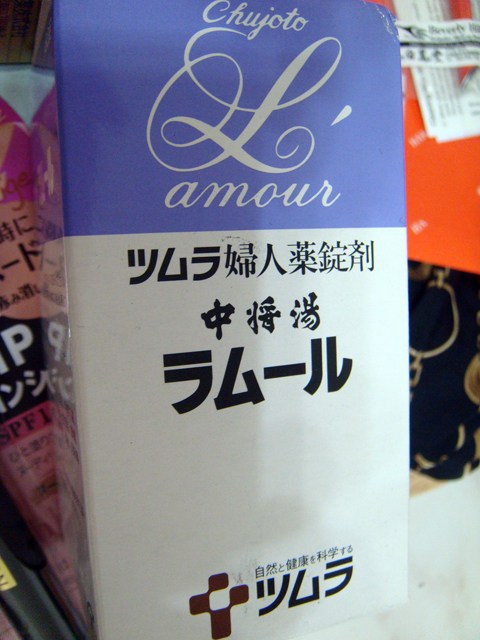 Chujoto
L'
amour
ツムラ婦人薬錠剤
中将湯
ラムール
自然と健康を科学する
ツムラ